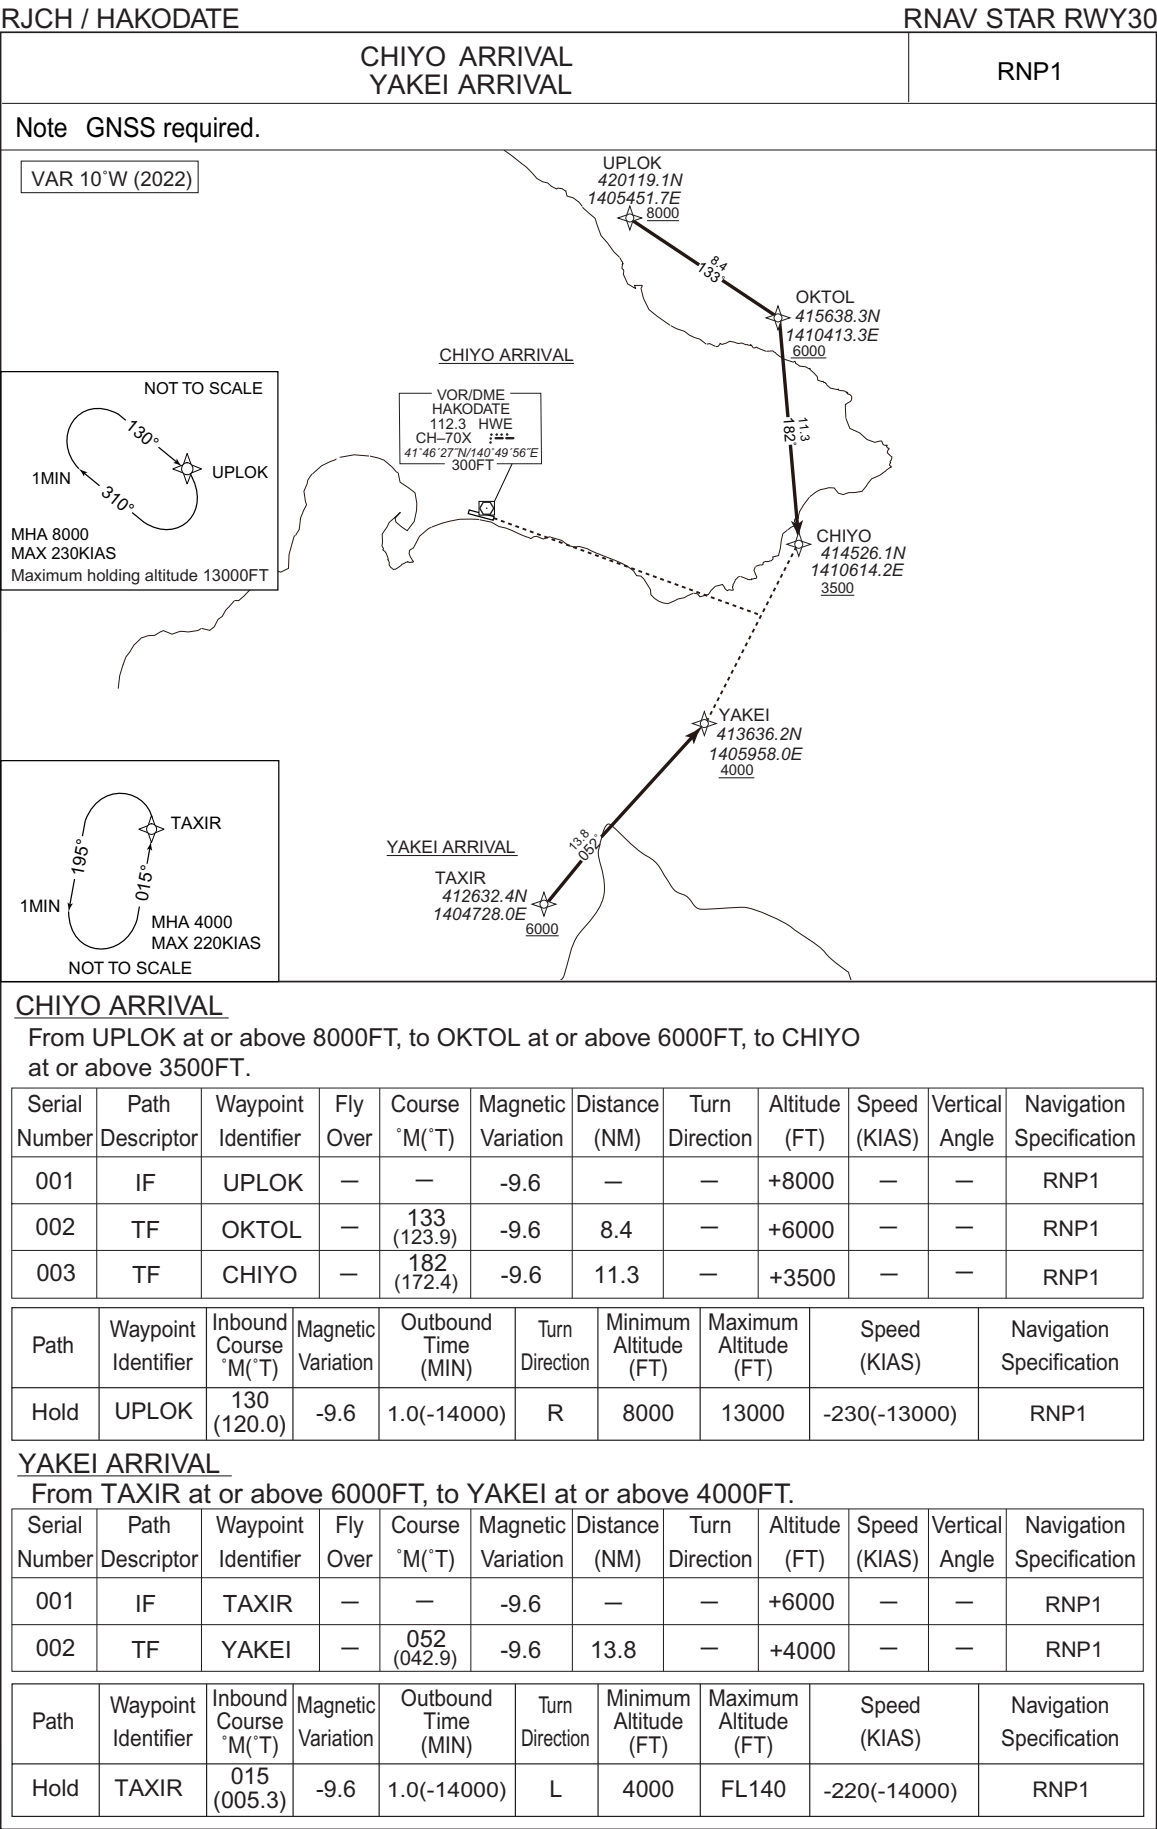 RJCH / HAKODATE
RNAV STAR RWY30
CHIYO ARRIVAL
YAKEI ARRIVAL
RNP1
Note GNSS required.
VAR 10˚W (2022)
UPLOK
420119.1N
1405451.7E
8000
8.4
133˚
OKTOL
415638.3N
1410413.3E
6000
CHIYO ARRIVAL
VOR/DME
HAKODATE
112.3 HWE
CH–70X
41˚46´27˝N/140˚49´56˝E
300FT
11.3
182˚
NOT TO SCALE
130°
UPLOK
1MIN
310°
MHA 8000
MAX 230KIAS
Maximum holding altitude 13000FT
CHIYO
414526.1N
1410614.2E
3500
YAKEI
413636.2N
1405958.0E
4000
13.8
052˚
YAKEI ARRIVAL
TAXIR
412632.4N
1404728.0E
6000
TAXIR
195°
015°
1MIN
MHA 4000
MAX 220KIAS
NOT TO SCALE
CHIYO ARRIVAL
From UPLOK at or above 8000FT, to OKTOL at or above 6000FT, to CHIYO
at or above 3500FT.
Serial Number Path Descriptor Waypoint Identifier Fly Over Course ˚M(˚T) Magnetic Variation Distance (NM) Turn Direction Altitude (FT) Speed (KIAS) Vertical Angle Navigation Specification
001 IF UPLOK — — -9.6 — — +8000 — — RNP1
002 TF OKTOL — 133 (123.9) -9.6 8.4 — +6000 — — RNP1
003 TF CHIYO — 182 (172.4) -9.6 11.3 — +3500 — — RNP1
Path Waypoint Identifier Inbound Course ˚M(˚T) Magnetic Variation Outbound Time (MIN) Turn Direction Minimum Altitude (FT) Maximum Altitude (FT) Speed (KIAS) Navigation Specification
Hold UPLOK 130 (120.0) -9.6 1.0(-14000) R 8000 13000 -230(-13000) RNP1
YAKEI ARRIVAL
From TAXIR at or above 6000FT, to YAKEI at or above 4000FT.
Serial Number Path Descriptor Waypoint Identifier Fly Over Course ˚M(˚T) Magnetic Variation Distance (NM) Turn Direction Altitude (FT) Speed (KIAS) Vertical Angle Navigation Specification
001 IF TAXIR — — -9.6 — — +6000 — — RNP1
002 TF YAKEI — 052 (042.9) -9.6 13.8 — +4000 — — RNP1
Path Waypoint Identifier Inbound Course ˚M(˚T) Magnetic Variation Outbound Time (MIN) Turn Direction Minimum Altitude (FT) Maximum Altitude (FT) Speed (KIAS) Navigation Specification
Hold TAXIR 015 (005.3) -9.6 1.0(-14000) L 4000 FL140 -220(-14000) RNP1